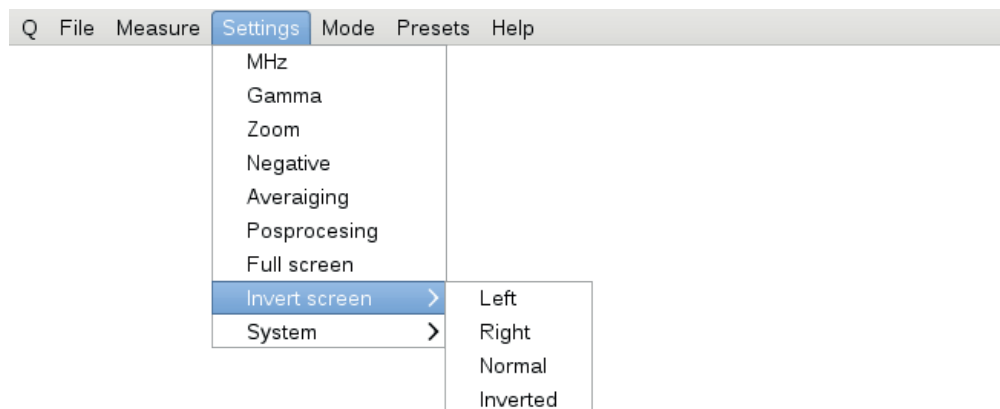 Q File Measure Settings Mode Presets Help
MHz
Gamma
Zoom
Negative
Averaiging
Posprocesing
Full screen
Invert screen
Left
System
Right
Normal
Inverted